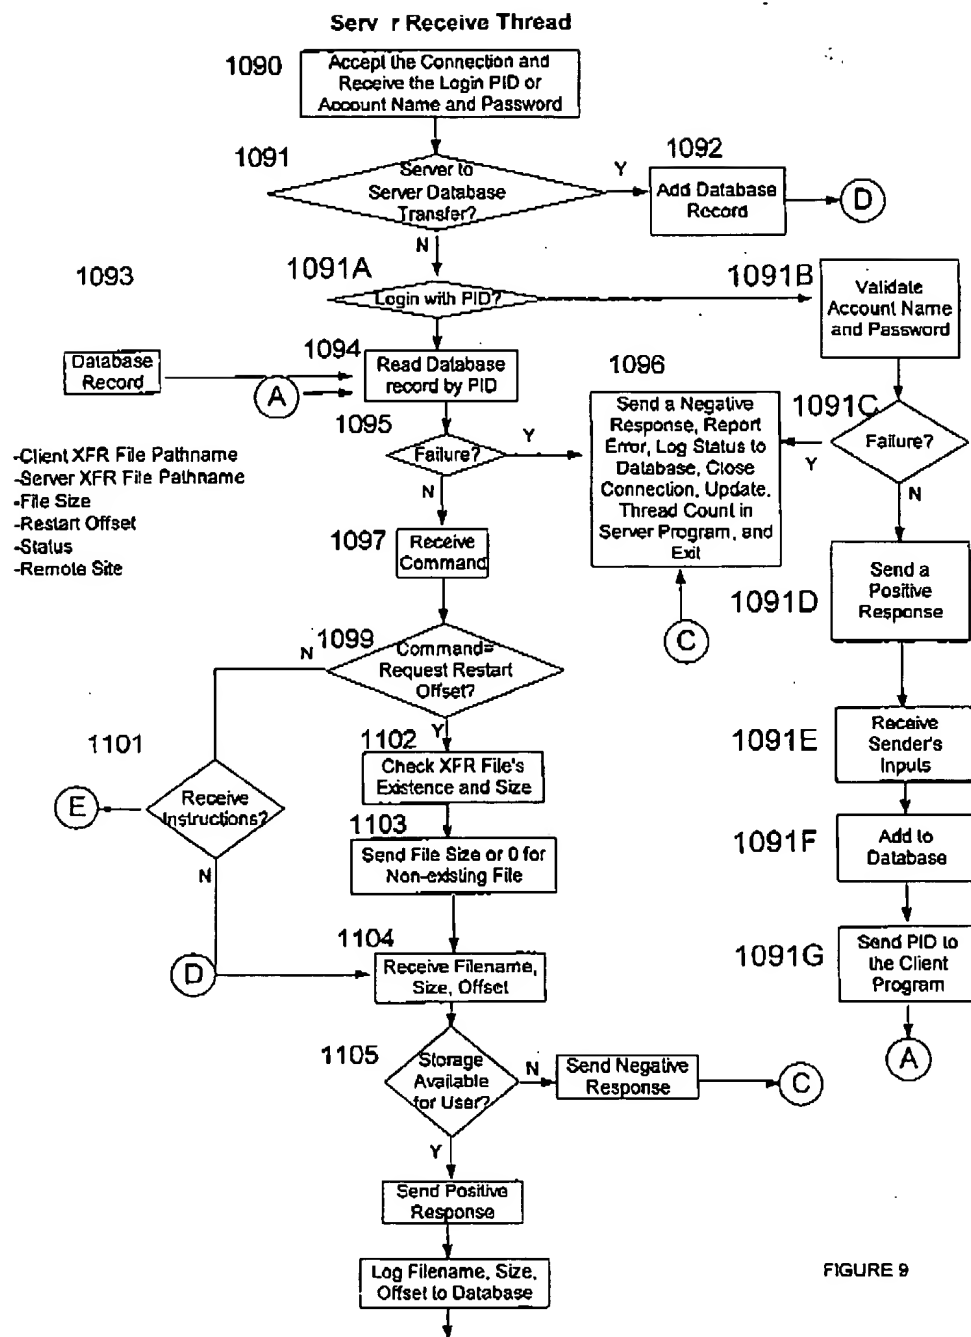 Serv r Receive Thread
1090
Accept the Connection and
Receive the Login PID or
Account Name and Password
1091
Server to
Server Database
Transfer?
Y
1092
Add Database
Record
D
N
1091A
Login with PID?
1091B
Validate
Account Name
and Password
1093
Database
Record
A
1094
Read Database
record by PID
1095
Failure?
Y
N
1096
Send a Negative
Response, Report
Error, Log Status to
Database, Close
Connection, Update,
Thread Count in
Server Program, and
Exit
C
1091C
Failure?
Y
N
-Client XFR File Pathname
-Server XFR File Pathname
-File Size
-Restart Offset
-Status
-Remote Site
1097
Receive
Command
1091D
Send a
Positive
Response
1099
Command=
Request Restart
Offset?
N
Y
1101
Receive
Instructions?
E
N
1102
Check XFR File's
Existence and Size
1103
Send File Size or 0 for
Non-existing File
1091E
Receive
Sender's
Inputs
1091F
Add to
Database
1091G
Send PID to
the Client
Program
A
D
1104
Receive Filename,
Size, Offset
1105
Storage
Available
for User?
N
Send Negative
Response
C
Y
Send Positive
Response
Log Filename, Size,
Offset to Database
FIGURE 9